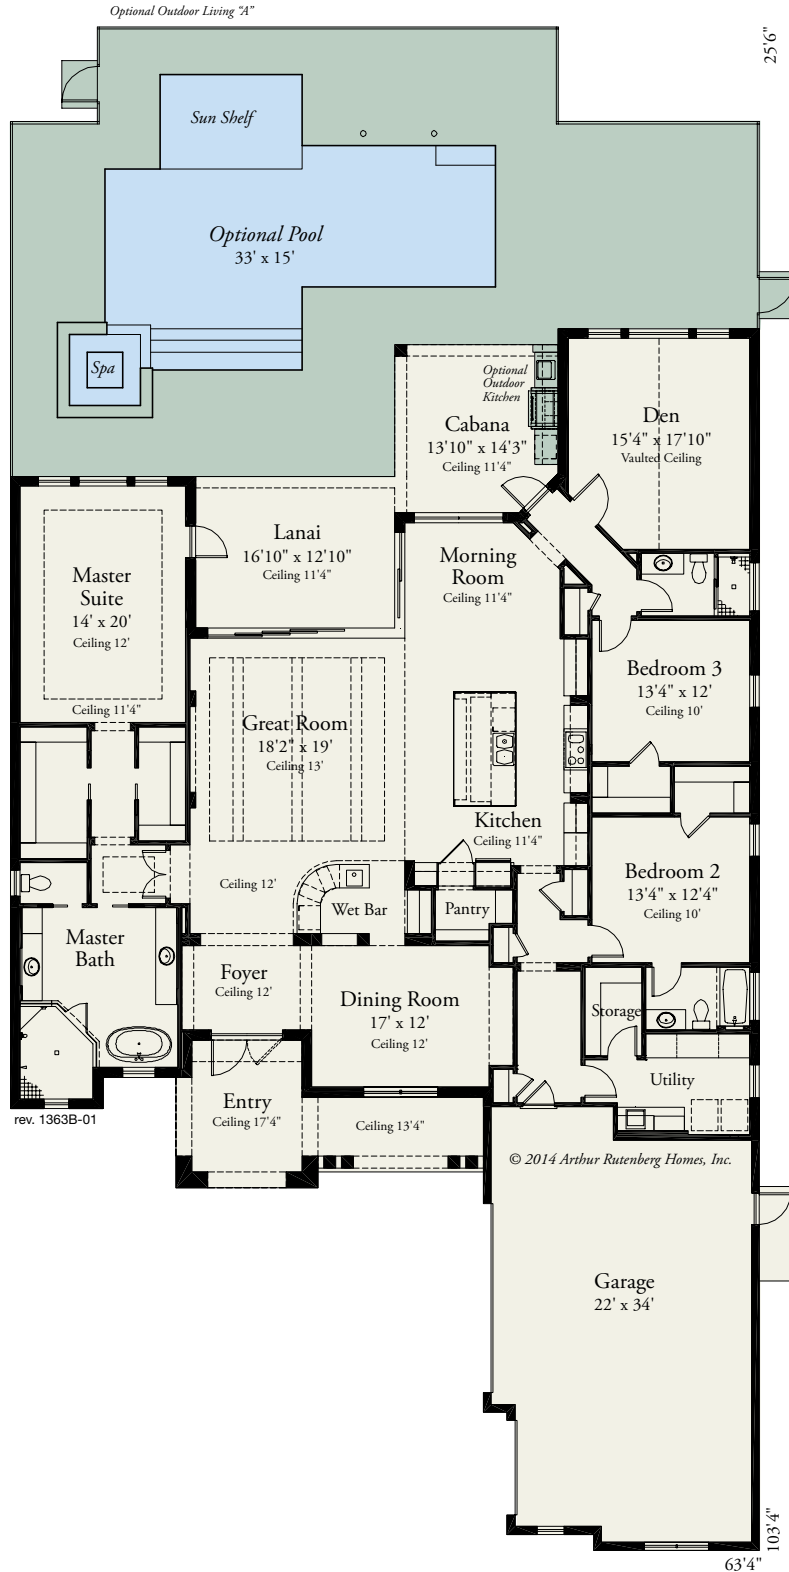 Optional Outdoor Living “A”
25'6"
Sun Shelf
Optional Pool
33' x 15'
Spa
Optional
Outdoor
Kitchen
Cabana
13'10" x 14'3"
Ceiling 11'4"
Den
15'4" x 17'10"
Vaulted Ceiling
Lanai
16'10" x 12'10"
Ceiling 11'4"
Morning
Room
Ceiling 11'4"
Master
Suite
14' x 20'
Ceiling 12'
Ceiling 11'4"
Bedroom 3
13'4" x 12'
Ceiling 10'
Great Room
18'2" x 19'
Ceiling 13'
Kitchen
Ceiling 11'4"
Ceiling 12'
Wet Bar
Pantry
Bedroom 2
13'4" x 12'4"
Ceiling 10'
Master
Bath
Foyer
Ceiling 12'
Dining Room
17' x 12'
Ceiling 12'
Storage
Utility
Entry
Ceiling 17'4"
Ceiling 13'4"
rev. 1363B-01
© 2014 Arthur Rutenberg Homes, Inc.
Garage
22' x 34'
103'4"
63'4"